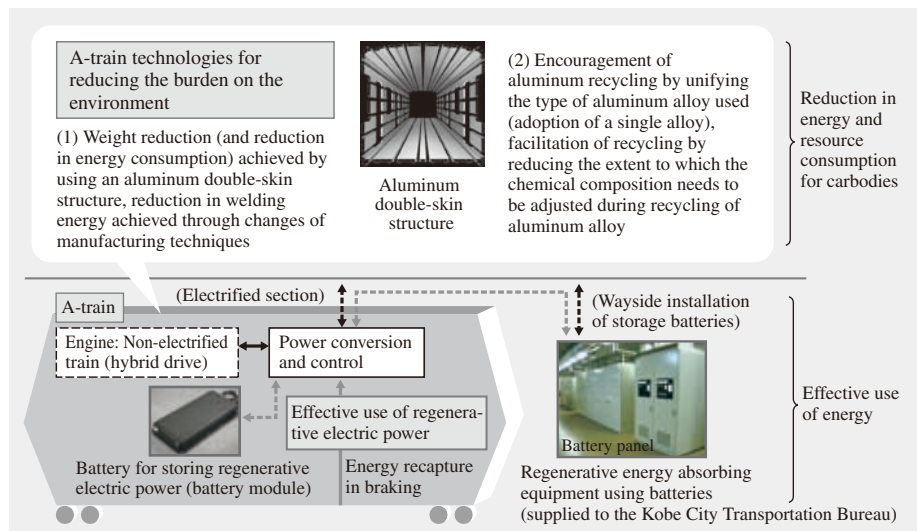 A-train technologies for
reducing the burden on the
environment
(1) Weight reduction (and reduction
in energy consumption) achieved by
using an aluminum double-skin
structure, reduction in welding
energy achieved through changes of
manufacturing techniques
Aluminum
double-skin
structure
(2) Encouragement of
aluminum recycling by unifying
the type of aluminum alloy used
(adoption of a single alloy),
facilitation of recycling by
reducing the extent to which the
chemical composition needs to
be adjusted during recycling of
aluminum alloy
Reduction in
energy and
resource
consumption
for carbodies
A-train
(Electrified section)
Engine: Non-electrified
train (hybrid drive)
Power conversion
and control
Effective use of regenera-
tive electric power
Battery for storing regenerative
electric power (battery module)
Energy recapture
in braking
(Wayside installation
of storage batteries)
Battery panel
Regenerative energy absorbing
equipment using batteries
(supplied to the Kobe City Transportation Bureau)
Effective use
of energy